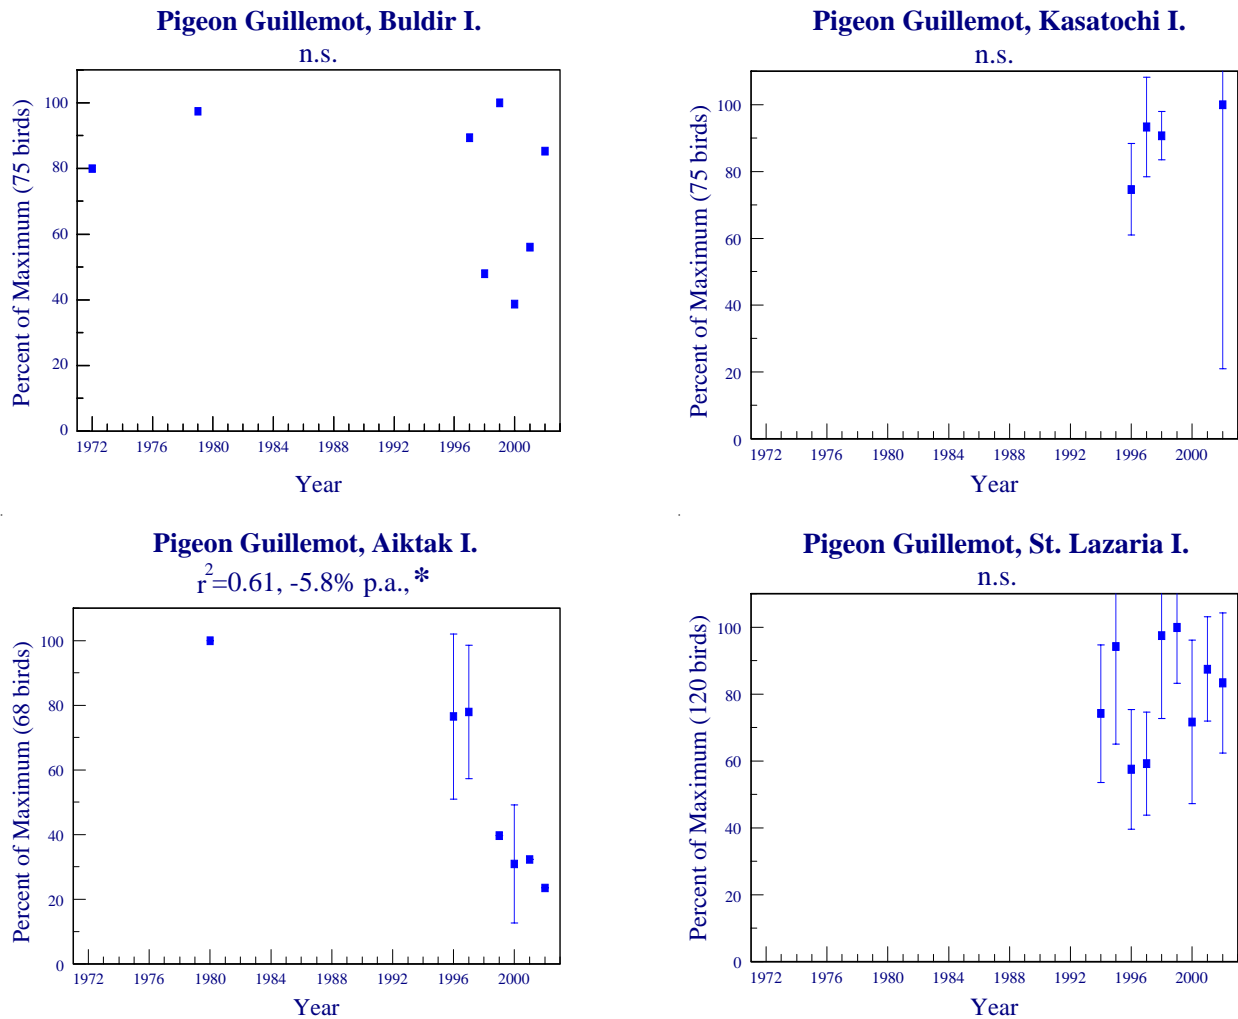 Pigeon Guillemot, Buldir I.
n.s.
Percent of Maximum (75 birds)
100
80
60
40
20
0
1972 1976 1980 1984 1988 1992 1996 2000
Year
Pigeon Guillemot, Kasatochi I.
n.s.
Percent of Maximum (75 birds)
100
80
60
40
20
0
1972 1976 1980 1984 1988 1992 1996 2000
Year
Pigeon Guillemot, Aiktak I.
r²=0.61, -5.8% p.a., *
Percent of Maximum (68 birds)
100
80
60
40
20
0
1972 1976 1980 1984 1988 1992 1996 2000
Year
Pigeon Guillemot, St. Lazaria I.
n.s.
Percent of Maximum (120 birds)
100
80
60
40
20
0
1972 1976 1980 1984 1988 1992 1996 2000
Year